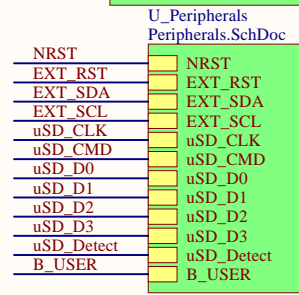 U_Peripherals
Peripherals.SchDoc
NRST NRST
EXT_RST EXT_RST
EXT_SDA EXT_SDA
EXT_SCL EXT_SCL
uSD_CLK uSD_CLK
uSD_CMD uSD_CMD
uSD_D0 uSD_D0
uSD_D1 uSD_D1
uSD_D2 uSD_D2
uSD_D3 uSD_D3
uSD_Detect uSD_Detect
B_USER B_USER